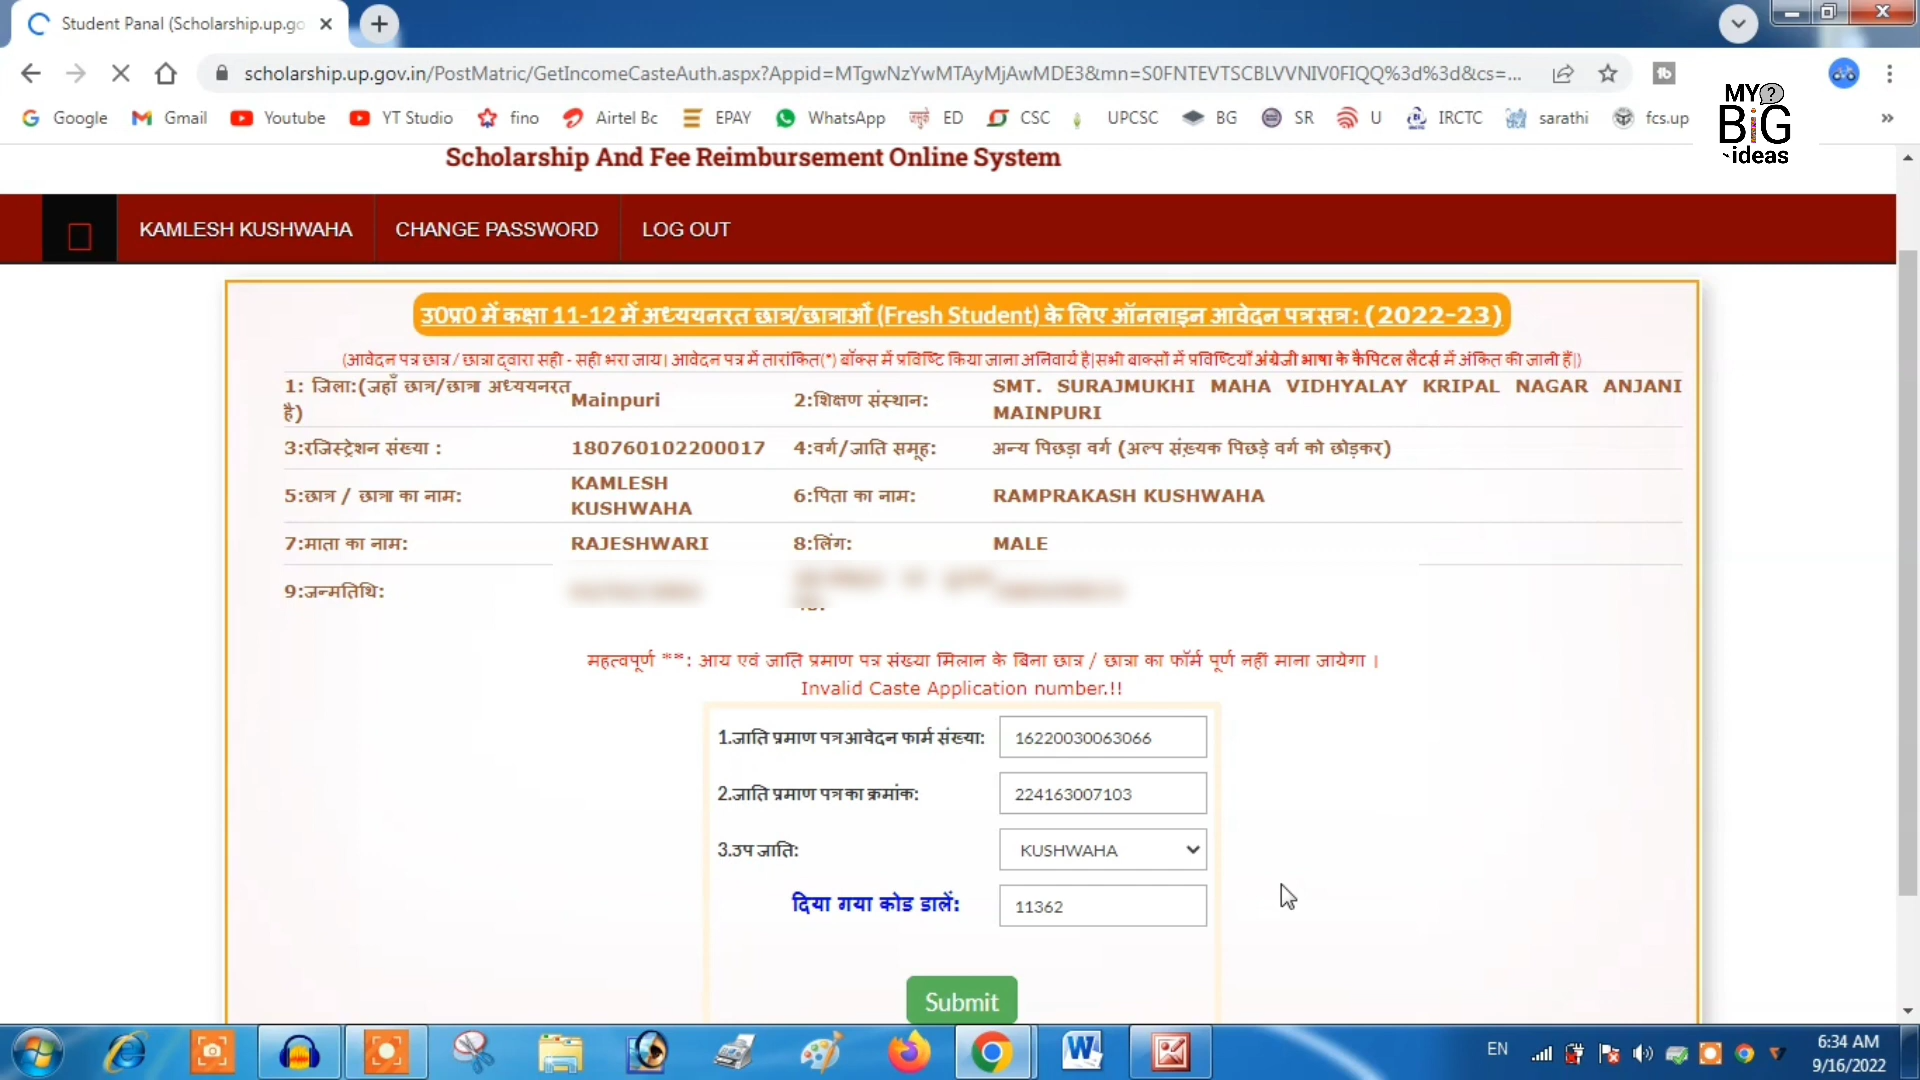 Student Panal (Scholarship.up.go
scholarship.up.gov.in/PostMatric/GetIncomeCasteAuth.aspx?Appid=MTgwNzYwMTAyMjAwMDE3&mn=S0FNTEVTSCBLVVNIV0FIQQ%3d%3d&cs=...
Google Gmail Youtube YT Studio fino Airtel Bc EPAY WhatsApp ED CSC UPCSC BG SR U IRCTC sarathi fcs.up »
MY?
BiG
ideas
Scholarship And Fee Reimbursement Online System
KAMLESH KUSHWAHA CHANGE PASSWORD LOG OUT
उ0प्र0 में कक्षा 11-12 में अध्ययनरत छात्र/छात्राओं (Fresh Student) के लिए ऑनलाइन आवेदन पत्र सत्र: (2022-23)
(आवेदन पत्र छात्र / छात्रा द्वारा सही - सही भरा जाय। आवेदन पत्र में तारांकित(*) बॉक्स में प्रविष्टि किया जाना अनिवार्य है|सभी बाक्सों में प्रविष्टियाँ अंग्रेजी भाषा के कैपिटल लैटर्स में अंकित की जानी हैं|)
1: जिला:(जहाँ छात्र/छात्रा अध्ययनरत है) Mainpuri 2:शिक्षण संस्थान: SMT. SURAJMUKHI MAHA VIDHYALAY KRIPAL NAGAR ANJANI MAINPURI
3:रजिस्ट्रेशन संख्या : 180760102200017 4:वर्ग/जाति समूह: अन्य पिछड़ा वर्ग (अल्प संख़्यक पिछड़े वर्ग को छोड़कर)
5:छात्र / छात्रा का नाम: KAMLESH KUSHWAHA 6:पिता का नाम: RAMPRAKASH KUSHWAHA
7:माता का नाम: RAJESHWARI 8:लिंग: MALE
9:जन्मतिथि:
महत्वपूर्ण **: आय एवं जाति प्रमाण पत्र संख्या मिलान के बिना छात्र / छात्रा का फॉर्म पूर्ण नहीं माना जायेगा ।
Invalid Caste Application number.!!
1.जाति प्रमाण पत्र आवेदन फार्म संख्या: 16220030063066
2.जाति प्रमाण पत्र का क्रमांक: 224163007103
3.उप जाति: KUSHWAHA
दिया गया कोड डालें: 11362
Submit
EN
6:34 AM
9/16/2022